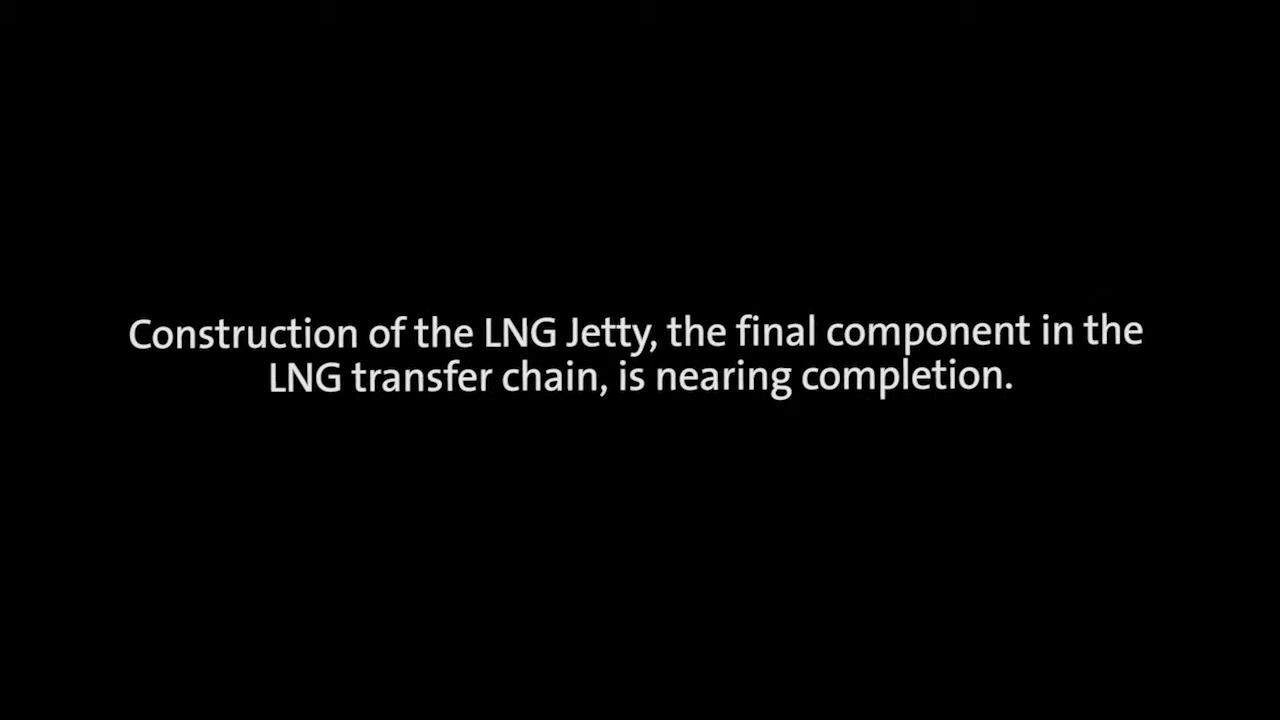 Construction of the LNG Jetty, the final component in the
LNG transfer chain, is nearing completion.